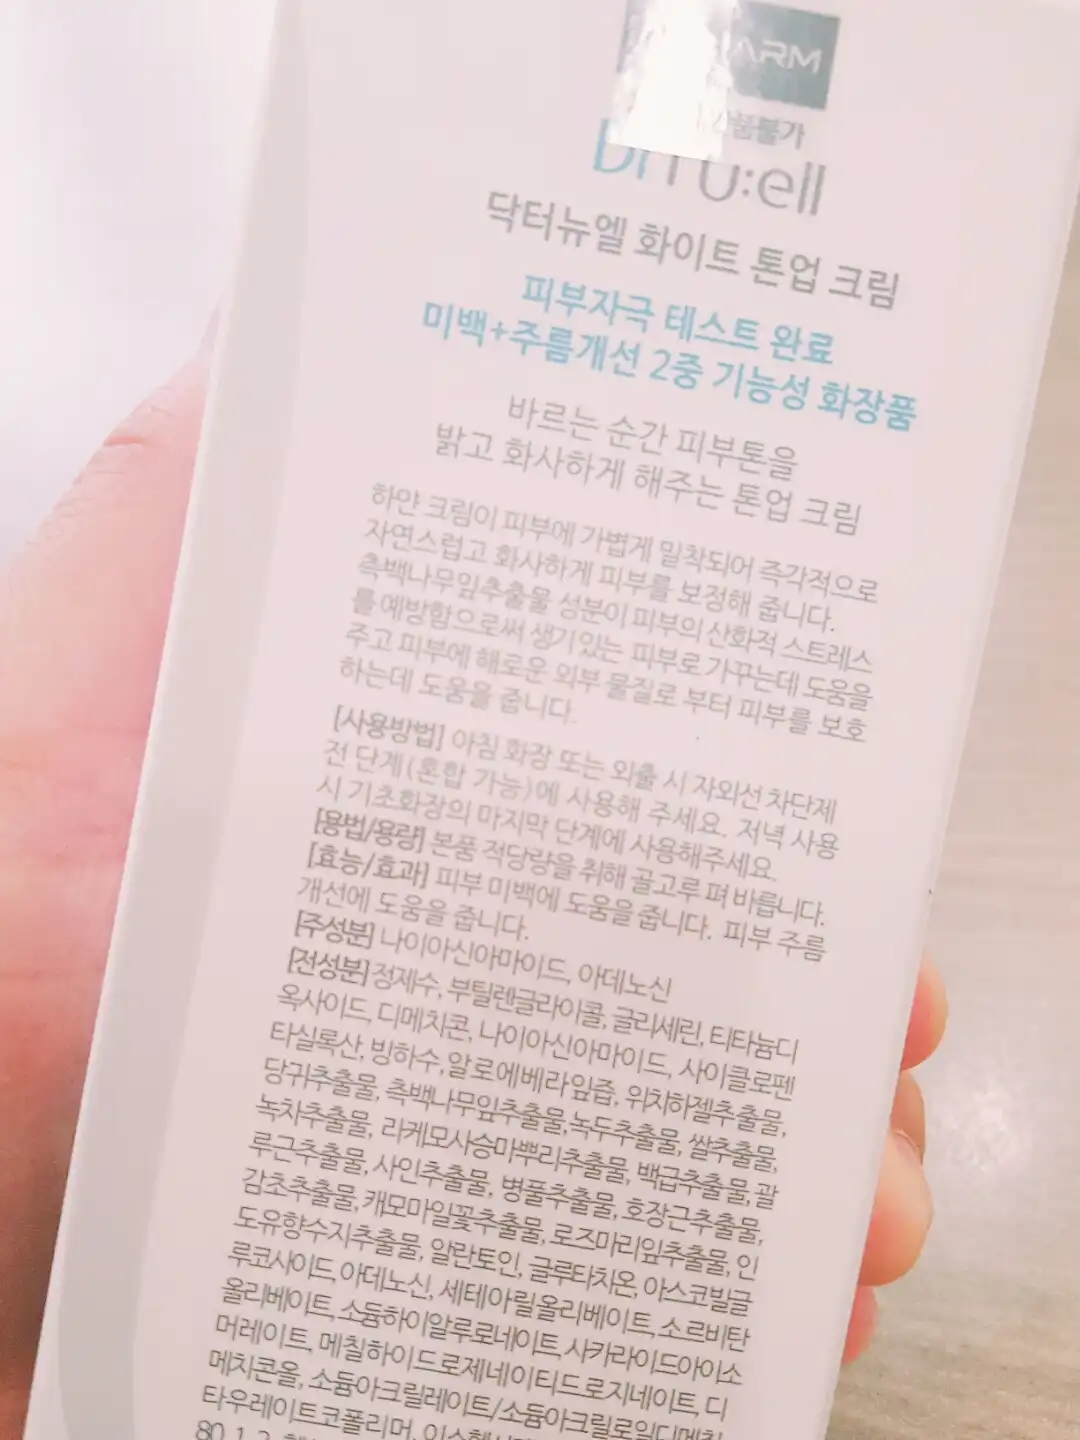 ARM
품불가
닥터뉴엘 화이트 톤업 크림
피부자극 테스트 완료
미백+주름개선 2중 기능성 화장품
바르는 순간 피부톤을
밝고 화사하게 해주는 톤업 크림
하얀 크림이 피부에 가볍게 밀착되어 즉각적으로
자연스럽고 화사하게 피부를 보정해 줍니다.
측백나무잎추출물 성분이 피부의 산화적 스트레스
를 예방함으로써 생기있는 피부로 가꾸는데 도움을
주고 피부에 해로운 외부 물질로 부터 피부를 보호
하는데 도움을 줍니다.
[사용방법] 아침 화장 또는 외출 시 자외선 차단제
전 단계(혼합 가능)에 사용해 주세요. 저녁 사용
시 기초화장의 마지막 단계에 사용해주세요.
[용법/용량] 본품 적당량을 취해 골고루 펴 바릅니다.
[효능/효과] 피부 미백에 도움을 줍니다. 피부 주름
개선에 도움을 줍니다.
[주성분] 나이아신아마이드, 아데노신
[전성분] 정제수, 부틸렌글라이콜, 글리세린, 티타늄디
옥사이드, 디메치콘, 나이아신아마이드, 사이클로펜
타실록산, 빙하수, 알로에베라잎즙, 위치하젤추출물,
당귀추출물, 측백나무잎추출물, 녹두추출물, 쌀추출물,
녹차추출물, 라케모사승마뿌리추출물, 백급추출물, 괄
루근추출물, 사인추출물, 병풀추출물, 호장근추출물,
감초추출물, 캐모마일꽃추출물, 로즈마리잎추출물, 인
도유향수지추출물, 알란토인, 글루타치온, 아스코빌글
루코사이드, 아데노신, 세테아릴올리베이트, 소르비탄
올리베이트, 소듐하이알루로네이트, 사카라이드아이소
머레이트, 메칠하이드로제네이티드로지네이트, 디
메치콘올, 소듐아크릴레이트/소듐아크릴로일디메칠
타우레이트코폴리머,